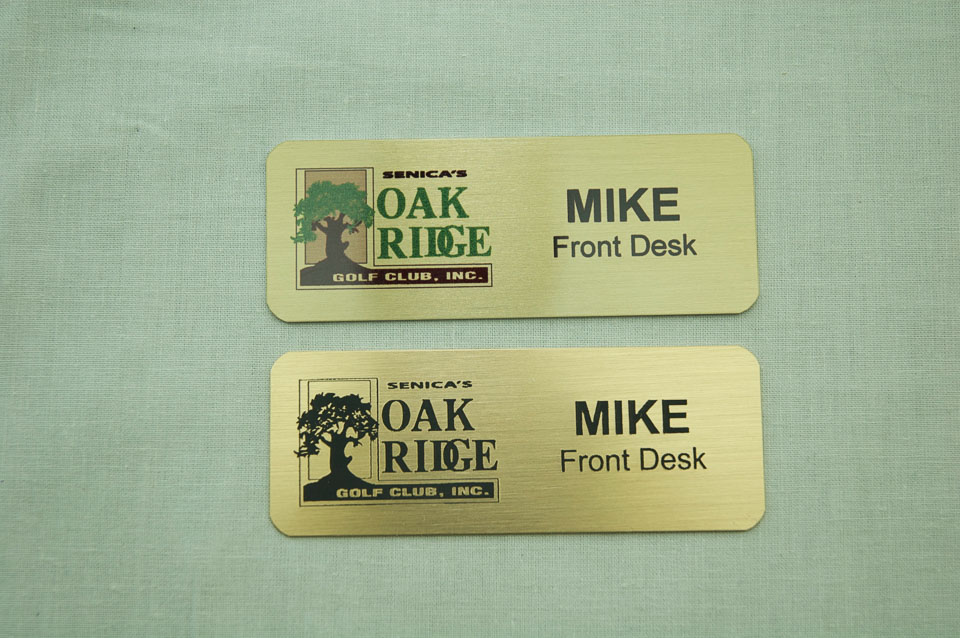 SENICA'S
OAK
RIDGE
GOLF CLUB, INC.
MIKE
Front Desk
SENICA'S
OAK
RIDGE
GOLF CLUB, INC.
MIKE
Front Desk